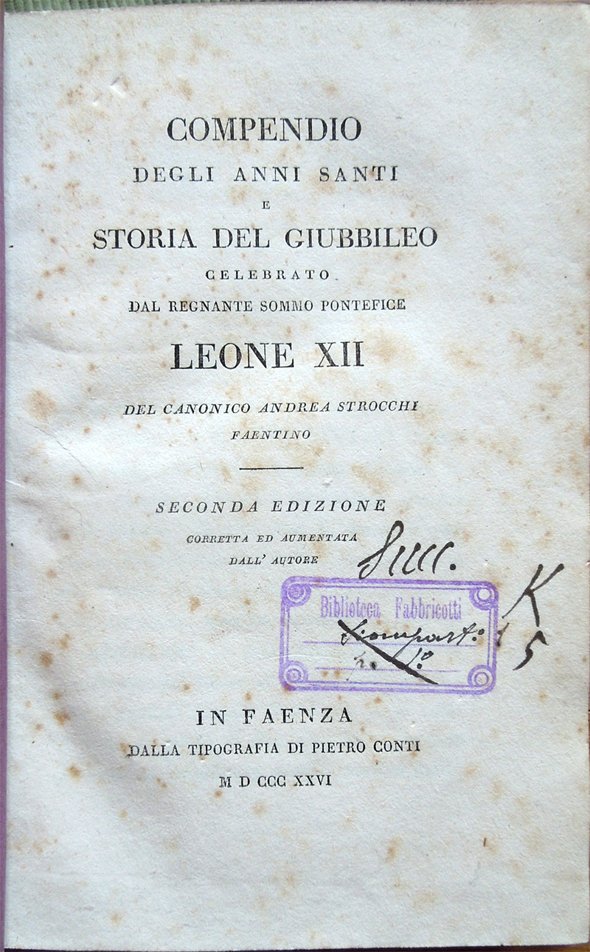 COMPENDIO
DEGLI ANNI SANTI
E
STORIA DEL GIUBBILEO
CELEBRATO
DAL REGNANTE SOMMO PONTEFICE
LEONE XII
DEL CANONICO ANDREA STROCCHI
FAENTINO
SECONDA EDIZIONE
CORRETTA ED AUMENTATA
DALL' AUTORE
Biblioteca Fabbricotti
K
5
IN FAENZA
DALLA TIPOGRAFIA DI PIETRO CONTI
M D CCC XXVI